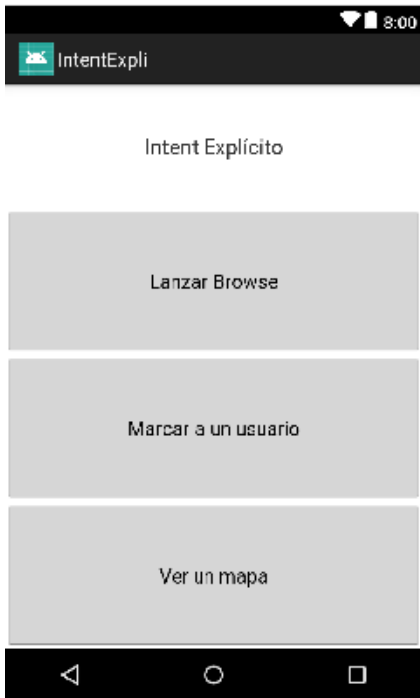 8:00
IntentExpli
Intent Explícito
Lanzar Browse
Marcar a un usuario
Ver un mapa